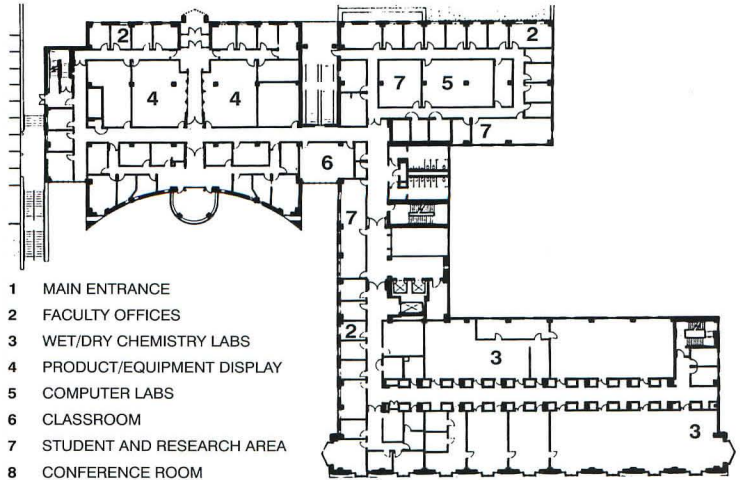 2
2
4
4
7
5
7
6
7
2
3
3
1 MAIN ENTRANCE
2 FACULTY OFFICES
3 WET/DRY CHEMISTRY LABS
4 PRODUCT/EQUIPMENT DISPLAY
5 COMPUTER LABS
6 CLASSROOM
7 STUDENT AND RESEARCH AREA
8 CONFERENCE ROOM